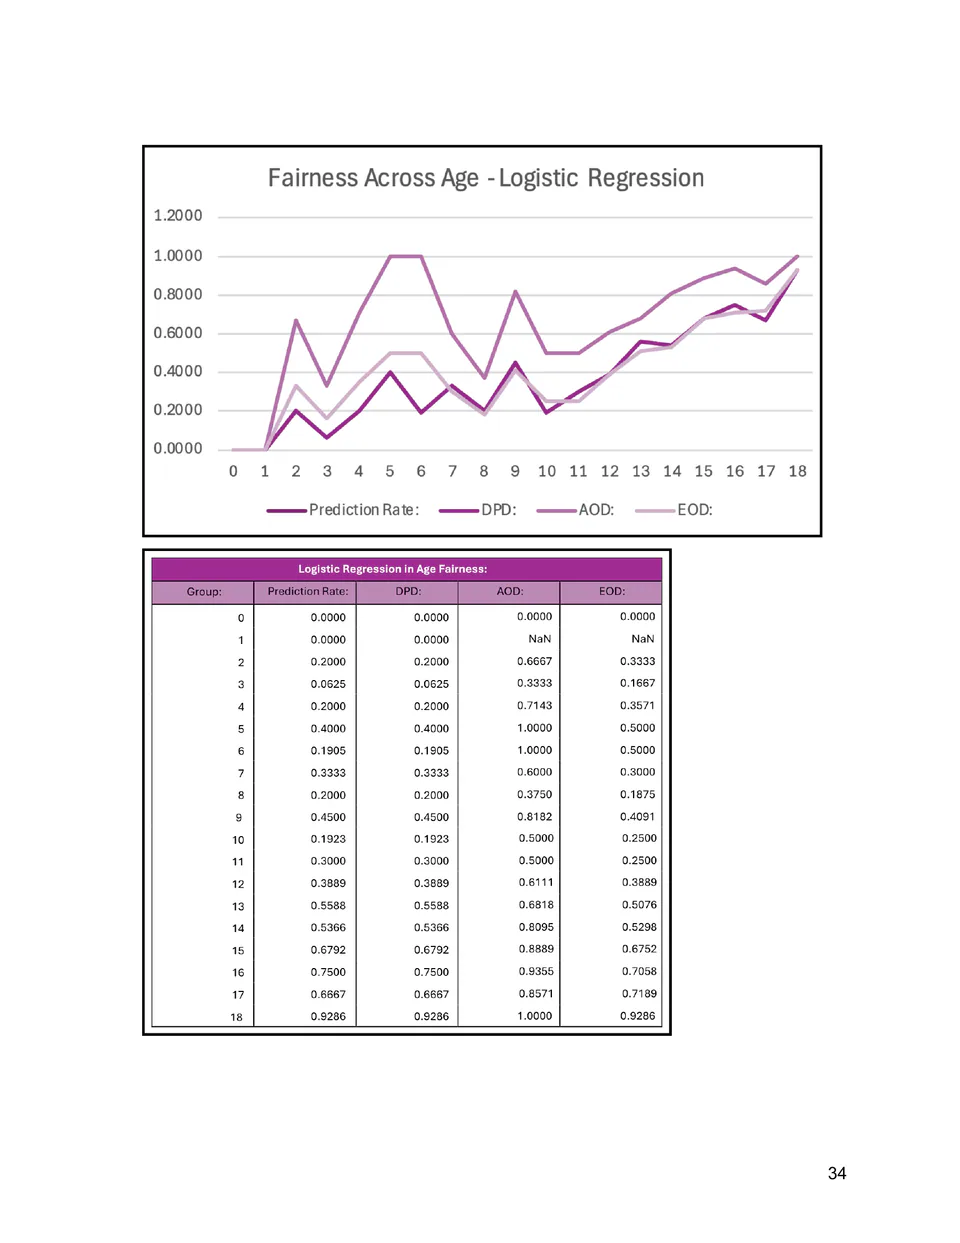 Fairness Across Age - Logistic Regression
1.2000
1.0000
0.8000
0.6000
0.4000
0.2000
0.0000
0 1 2 3 4 5 6 7 8 9 10 11 12 13 14 15 16 17 18
Prediction Rate: DPD: AOD: EOD:
Logistic Regression in Age Fairness:
Group: Prediction Rate: DPD: AOD: EOD:
0 0.0000 0.0000 0.0000 0.0000
1 0.0000 0.0000 NaN NaN
2 0.2000 0.2000 0.6667 0.3333
3 0.0625 0.0625 0.3333 0.1667
4 0.2000 0.2000 0.7143 0.3571
5 0.4000 0.4000 1.0000 0.5000
6 0.1905 0.1905 1.0000 0.5000
7 0.3333 0.3333 0.6000 0.3000
8 0.2000 0.2000 0.3750 0.1875
9 0.4500 0.4500 0.8182 0.4091
10 0.1923 0.1923 0.5000 0.2500
11 0.3000 0.3000 0.5000 0.2500
12 0.3889 0.3889 0.6111 0.3889
13 0.5588 0.5588 0.6818 0.5076
14 0.5366 0.5366 0.8095 0.5298
15 0.6792 0.6792 0.8889 0.6752
16 0.7500 0.7500 0.9355 0.7058
17 0.6667 0.6667 0.8571 0.7189
18 0.9286 0.9286 1.0000 0.9286
34